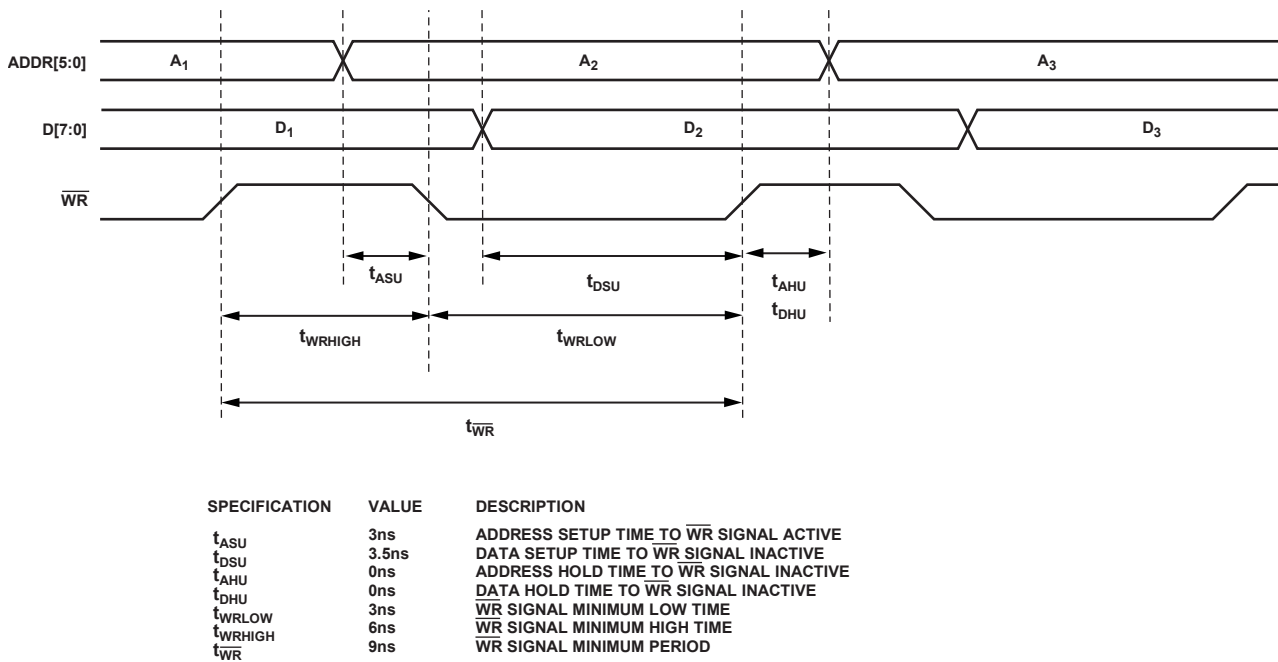 ADDR[5:0] A1 A2 A3
D[7:0] D1 D2 D3
WR
tASU tDSU tAHU
tDHU
tWRHIGH tWRLOW
tWR
SPECIFICATION VALUE DESCRIPTION
tASU 3ns ADDRESS SETUP TIME TO WR SIGNAL ACTIVE
tDSU 3.5ns DATA SETUP TIME TO WR SIGNAL INACTIVE
tAHU 0ns ADDRESS HOLD TIME TO WR SIGNAL INACTIVE
tDHU 0ns DATA HOLD TIME TO WR SIGNAL INACTIVE
tWRLOW 3ns WR SIGNAL MINIMUM LOW TIME
tWRHIGH 6ns WR SIGNAL MINIMUM HIGH TIME
tWR 9ns WR SIGNAL MINIMUM PERIOD